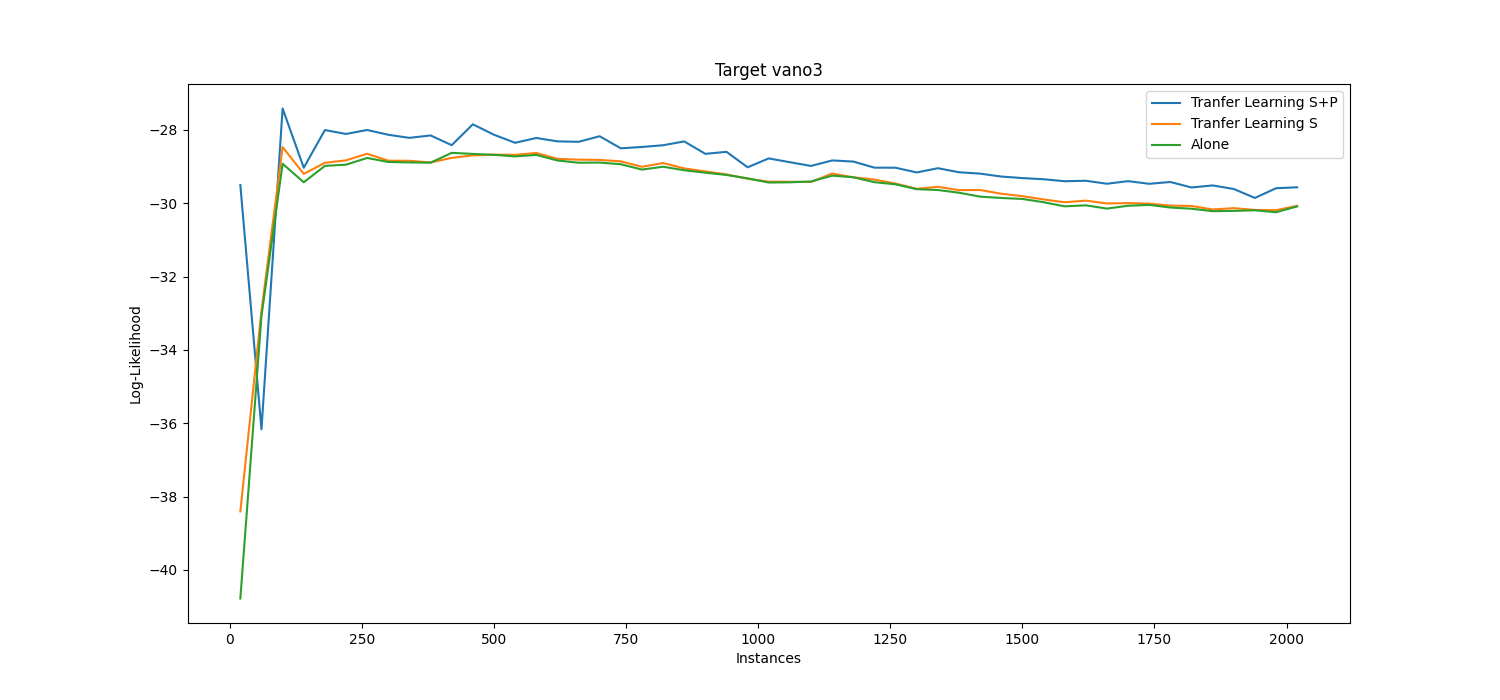 Target vano3
Tranfer Learning S+P
Tranfer Learning S
Alone
Log-Likelihood
−28
−30
−32
−34
−36
−38
−40
0 250 500 750 1000 1250 1500 1750 2000
Instances